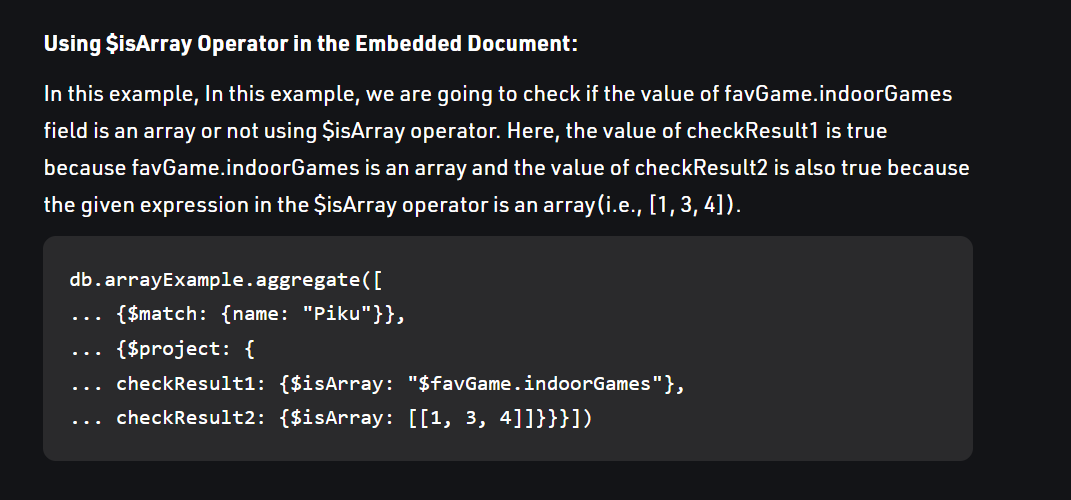 Using $isArray Operator in the Embedded Document:
In this example, In this example, we are going to check if the value of favGame.indoorGames
field is an array or not using $isArray operator. Here, the value of checkResult1 is true
because favGame.indoorGames is an array and the value of checkResult2 is also true because
the given expression in the $isArray operator is an array(i.e., [1, 3, 4]).
db.arrayExample.aggregate([
... {$match: {name: "Piku"}},
... {$project: {
... checkResult1: {$isArray: "$favGame.indoorGames"},
... checkResult2: {$isArray: [[1, 3, 4]]}}}])